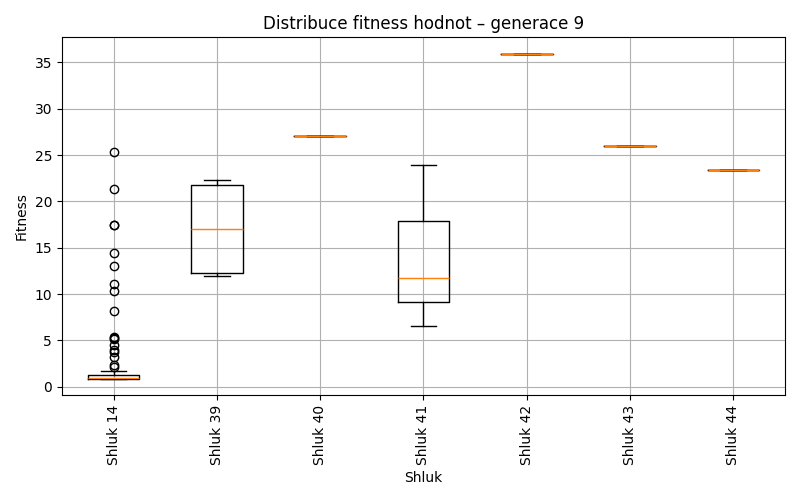 Distribuce fitness hodnot – generace 9
Fitness
35
30
25
20
15
10
5
0
Shluk 14
Shluk 39
Shluk 40
Shluk 41
Shluk 42
Shluk 43
Shluk 44
Shluk